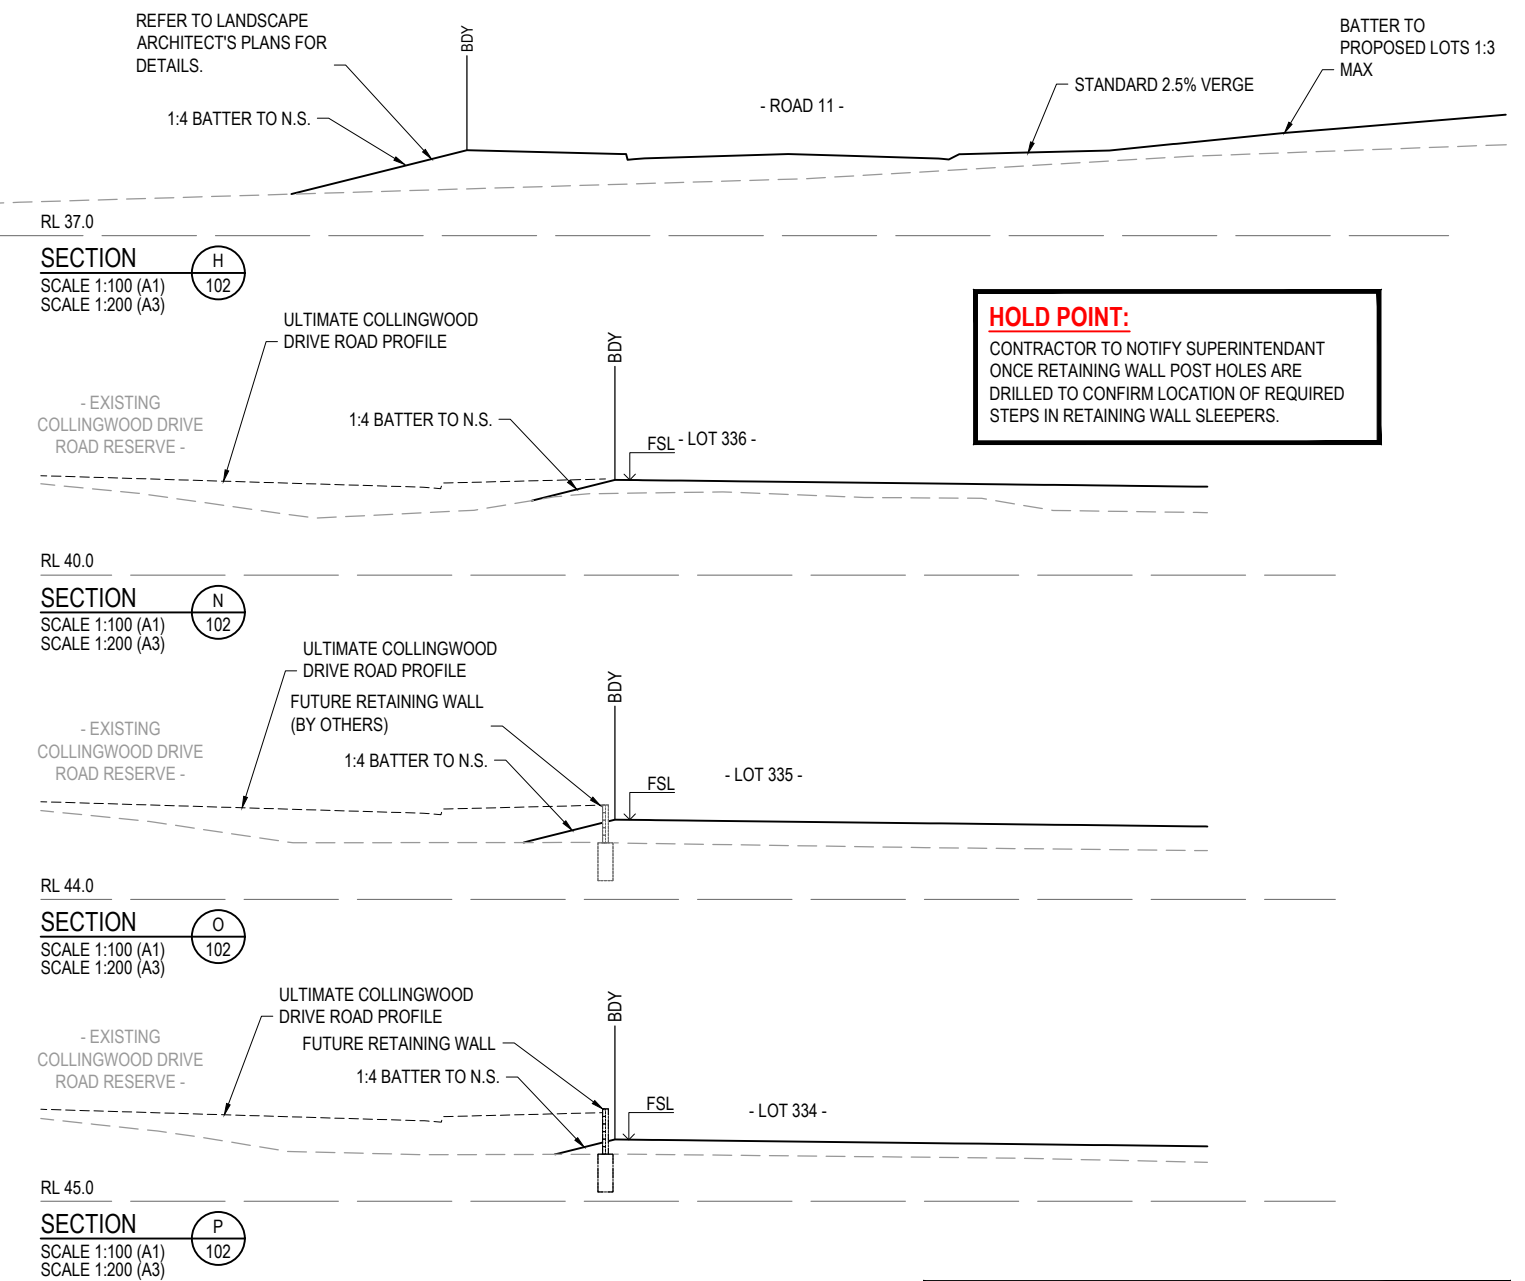 REFER TO LANDSCAPE
ARCHITECT'S PLANS FOR
DETAILS.
1:4 BATTER TO N.S.
BDY
- ROAD 11 -
STANDARD 2.5% VERGE
BATTER TO
PROPOSED LOTS 1:3
MAX
RL 37.0
SECTION
H
102
SCALE 1:100 (A1)
SCALE 1:200 (A3)
HOLD POINT:
CONTRACTOR TO NOTIFY SUPERINTENDANT
ONCE RETAINING WALL POST HOLES ARE
DRILLED TO CONFIRM LOCATION OF REQUIRED
STEPS IN RETAINING WALL SLEEPERS.
ULTIMATE COLLINGWOOD
DRIVE ROAD PROFILE
- EXISTING
COLLINGWOOD DRIVE
ROAD RESERVE -
1:4 BATTER TO N.S.
BDY
FSL
- LOT 336 -
RL 40.0
SECTION
N
102
SCALE 1:100 (A1)
SCALE 1:200 (A3)
ULTIMATE COLLINGWOOD
DRIVE ROAD PROFILE
FUTURE RETAINING WALL
(BY OTHERS)
- EXISTING
COLLINGWOOD DRIVE
ROAD RESERVE -
1:4 BATTER TO N.S.
BDY
FSL
- LOT 335 -
RL 44.0
SECTION
O
102
SCALE 1:100 (A1)
SCALE 1:200 (A3)
ULTIMATE COLLINGWOOD
DRIVE ROAD PROFILE
FUTURE RETAINING WALL
- EXISTING
COLLINGWOOD DRIVE
ROAD RESERVE -
1:4 BATTER TO N.S.
BDY
FSL
- LOT 334 -
RL 45.0
SECTION
P
102
SCALE 1:100 (A1)
SCALE 1:200 (A3)